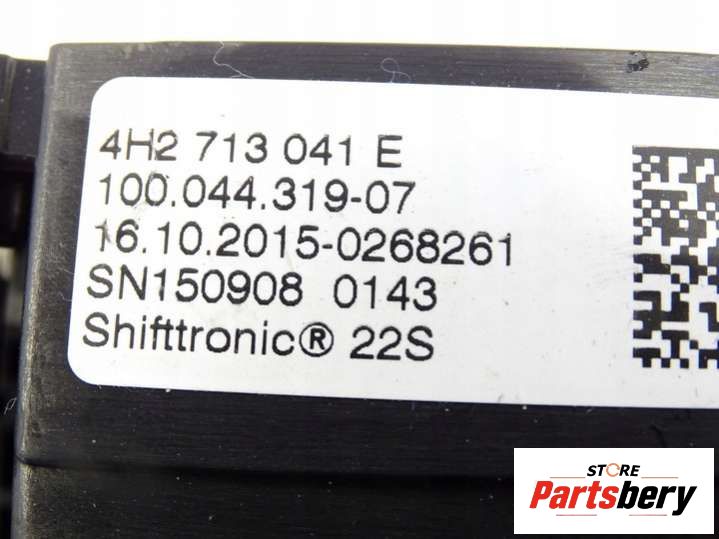 4H2 713 041 E
100.044.319-07
16.10.2015-0268261
SN150908 0143
Shifttronic® 22S
STORE
Partsbery